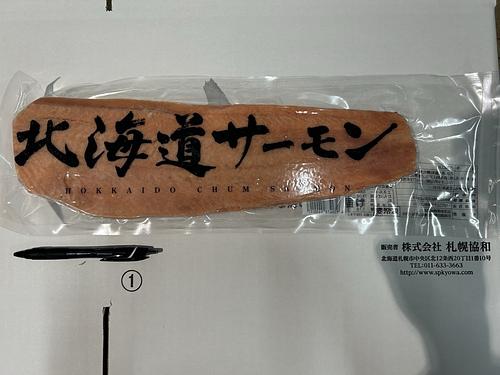 北海道サーモン
HOKKAIDO CHUM SALMON
販売者 株式会社 札幌協和
北海道札幌市中央区北12条西20丁目1番10号
TEL:011-633-3663
http://www.spkyowa.com
①